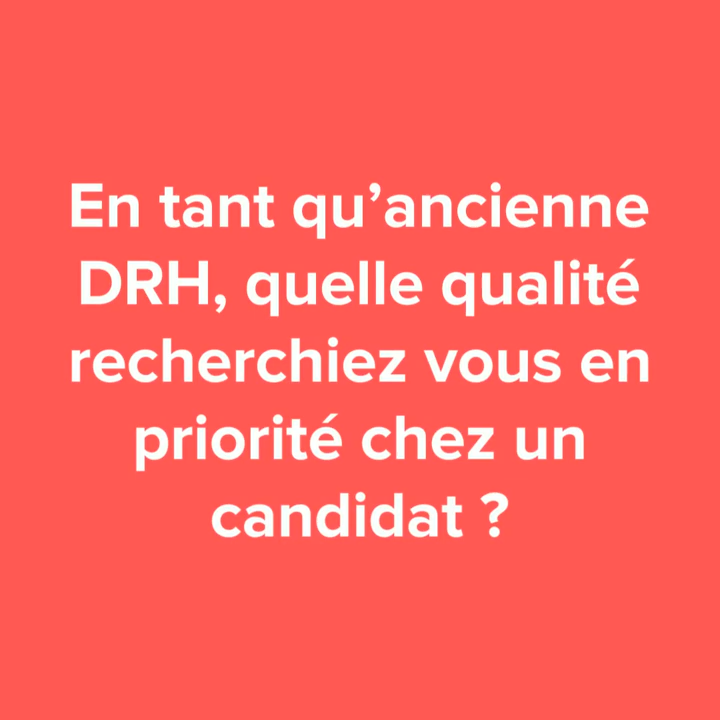 En tant qu’ancienne
DRH, quelle qualité
recherchiez vous en
priorité chez un
candidat ?